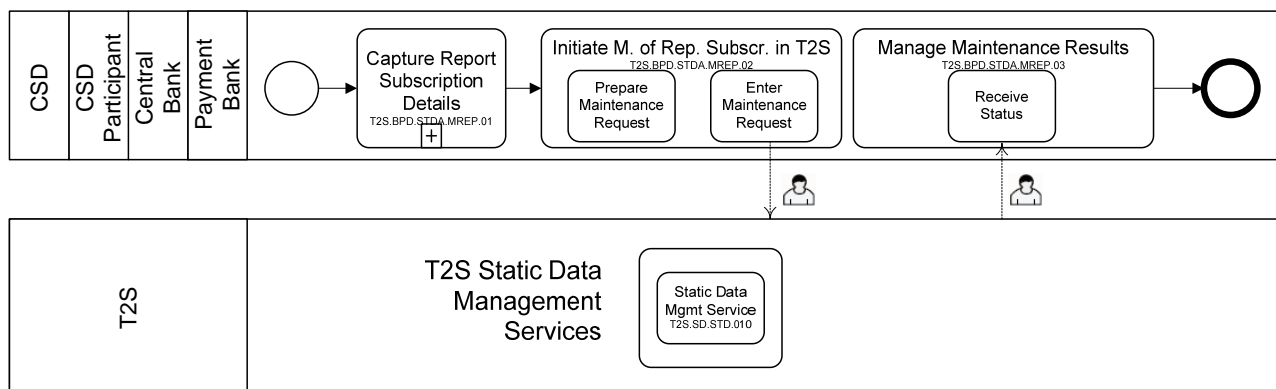 CSD
CSD
Participant
Central
Bank
Payment
Bank
Capture Report
Subscription
Details
T2S.BPD.STDA.MREP.01
+
Initiate M. of Rep. Subscr. in T2S
T2S.BPD.STDA.MREP.02
Prepare
Maintenance
Request
Enter
Maintenance
Request
Manage Maintenance Results
T2S.BPD.STDA.MREP.03
Receive
Status
T2S
T2S Static Data
Management
Services
Static Data
Mgmt Service
T2S.SD.STD.010